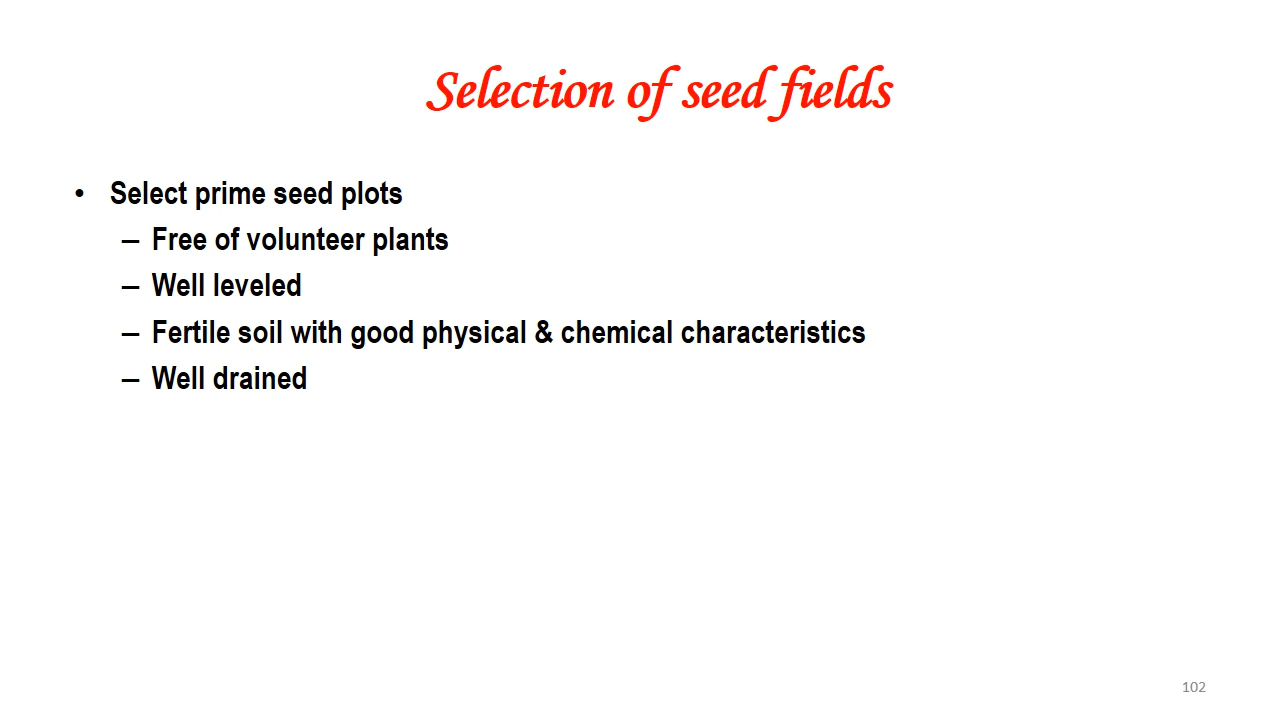 Selection of seed fields
• Select prime seed plots
– Free of volunteer plants
– Well leveled
– Fertile soil with good physical & chemical characteristics
– Well drained
102